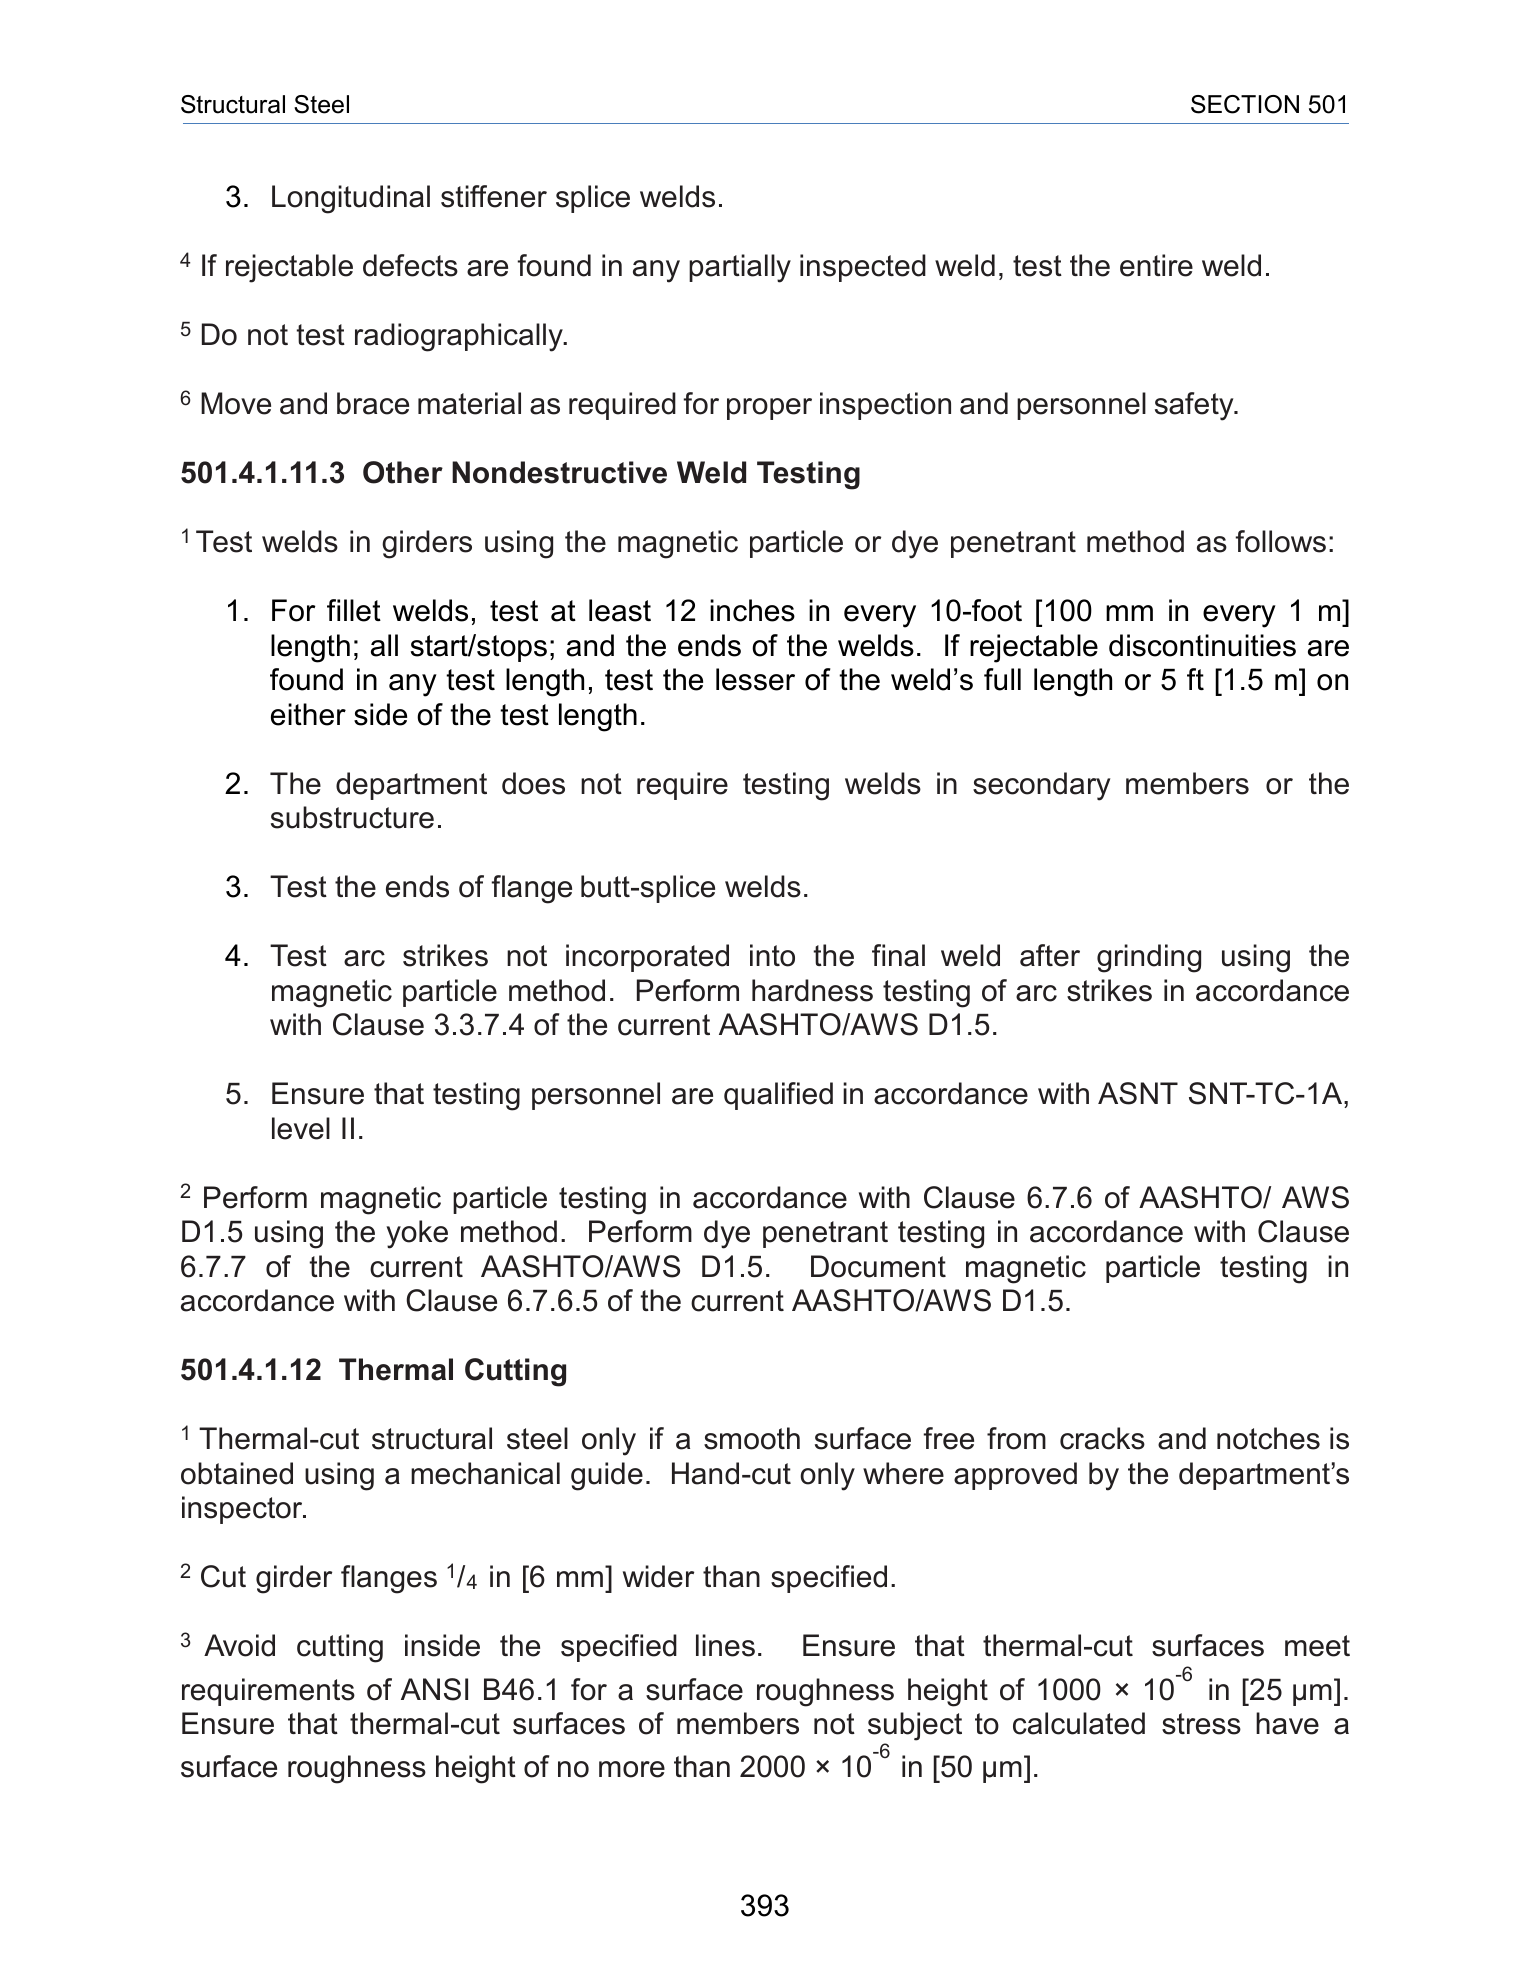 Structural Steel SECTION 501
3. Longitudinal stiffener splice welds.
4 If rejectable defects are found in any partially inspected weld, test the entire weld.
5 Do not test radiographically.
6 Move and brace material as required for proper inspection and personnel safety.
501.4.1.11.3 Other Nondestructive Weld Testing
1 Test welds in girders using the magnetic particle or dye penetrant method as follows:
1. For fillet welds, test at least 12 inches in every 10-foot [100 mm in every 1 m]
length; all start/stops; and the ends of the welds. If rejectable discontinuities are
found in any test length, test the lesser of the weld's full length or 5 ft [1.5 m] on
either side of the test length.
2. The department does not require testing welds in secondary members or the
substructure.
3. Test the ends of flange butt-splice welds.
4. Test arc strikes not incorporated into the final weld after grinding using the
magnetic particle method. Perform hardness testing of arc strikes in accordance
with Clause 3.3.7.4 of the current AASHTO/AWS D1.5.
5. Ensure that testing personnel are qualified in accordance with ASNT SNT-TC-1A,
level II.
2 Perform magnetic particle testing in accordance with Clause 6.7.6 of AASHTO/ AWS
D1.5 using the yoke method. Perform dye penetrant testing in accordance with Clause
6.7.7 of the current AASHTO/AWS D1.5. Document magnetic particle testing in
accordance with Clause 6.7.6.5 of the current AASHTO/AWS D1.5.
501.4.1.12 Thermal Cutting
1 Thermal-cut structural steel only if a smooth surface free from cracks and notches is
obtained using a mechanical guide. Hand-cut only where approved by the department's
inspector.
2 Cut girder flanges 1/4 in [6 mm] wider than specified.
3 Avoid cutting inside the specified lines. Ensure that thermal-cut surfaces meet
requirements of ANSI B46.1 for a surface roughness height of 1000 × 10-6 in [25 µm].
Ensure that thermal-cut surfaces of members not subject to calculated stress have a
surface roughness height of no more than 2000 × 10-6 in [50 µm].
393